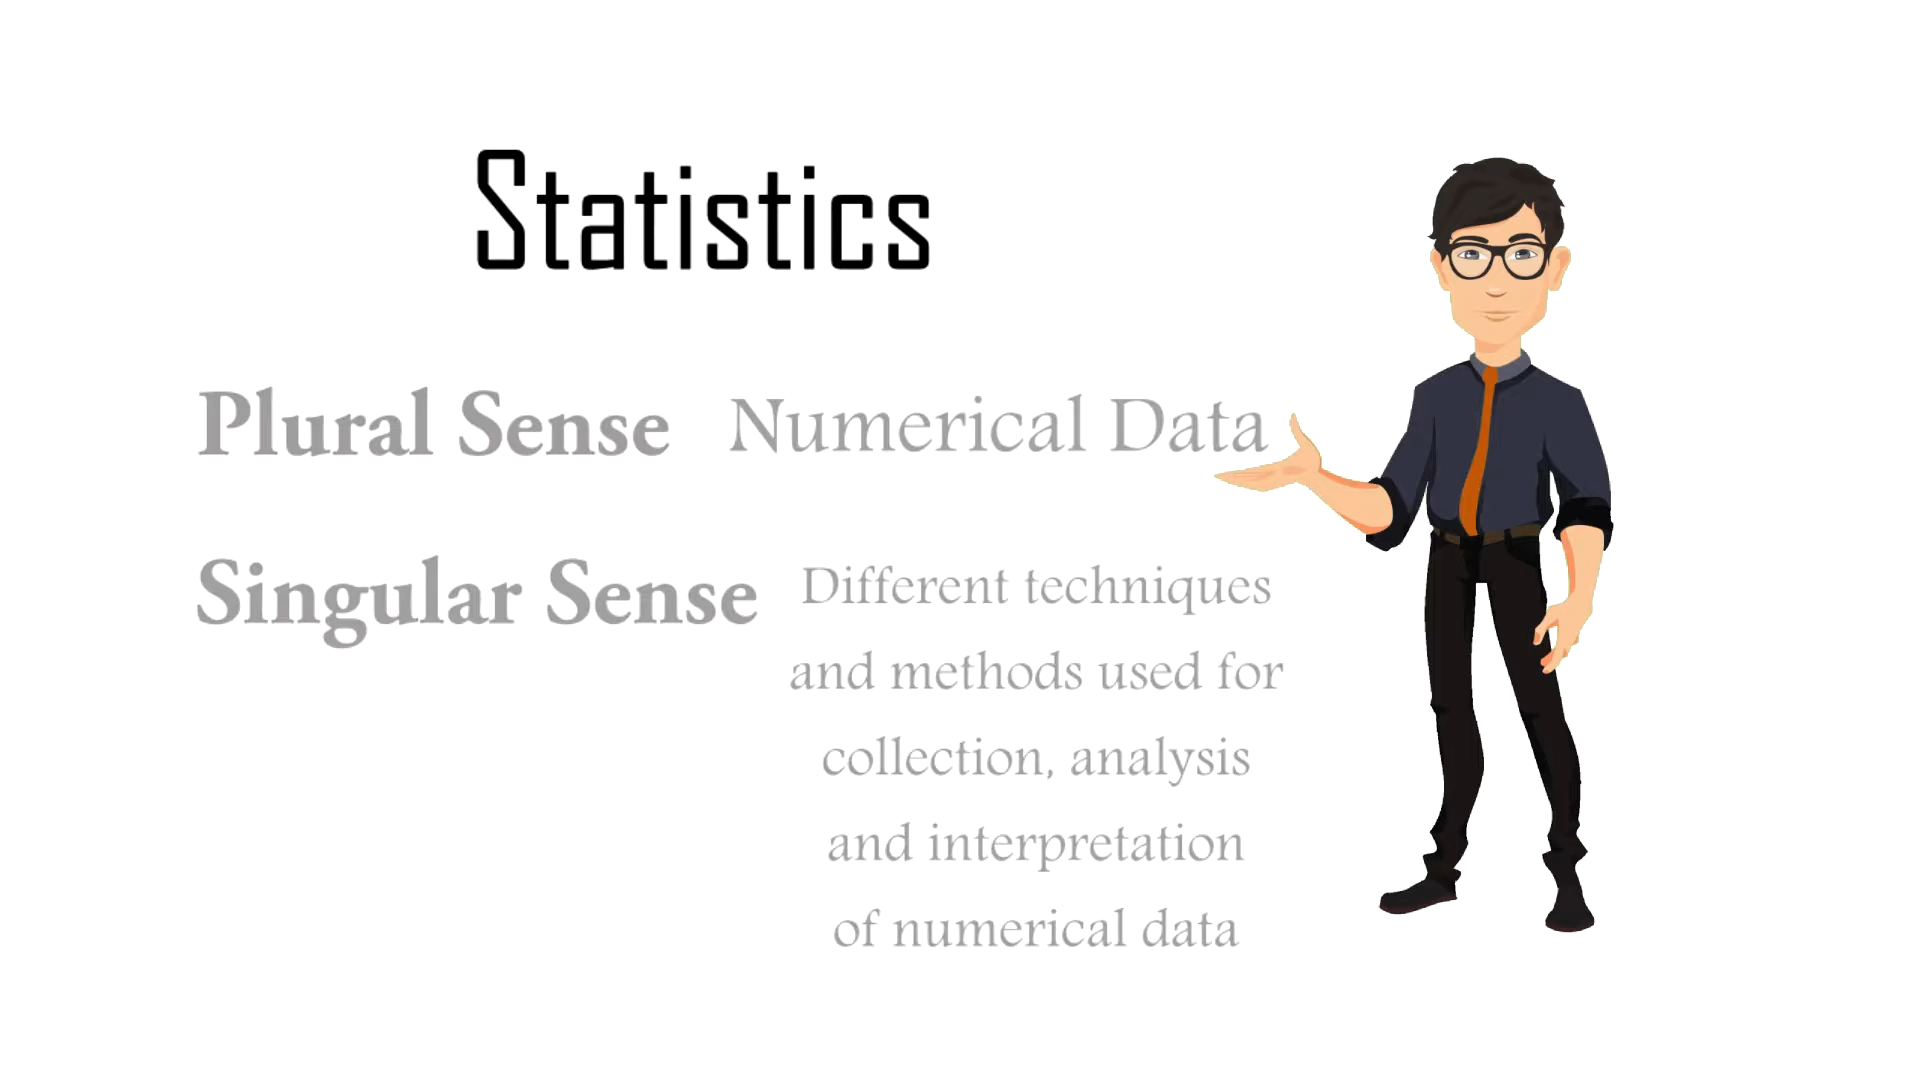 Statistics
Plural Sense Numerical Data
Singular Sense Different techniques
and methods used for
collection, analysis
and interpretation
of numerical data